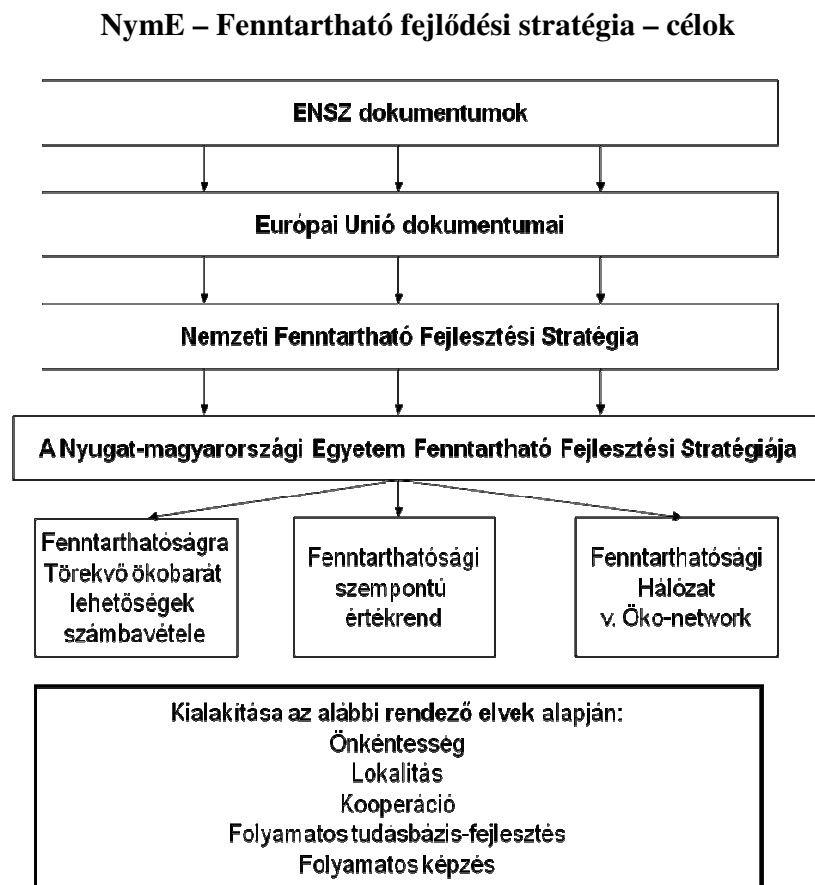 NymE – Fenntartható fejlődési stratégia – célok
ENSZ dokumentumok
Európai Unió dokumentumai
Nemzeti Fenntartható Fejlesztési Stratégia
A Nyugat-magyarországi Egyetem Fenntartható Fejlesztési Stratégiája
Fenntarthatóságra
Törekvő ökobarát
lehetőségek
számbavétele
Fenntarthatósági
szempontú
értékrend
Fenntarthatósági
Hálózat
v. Öko-network
Kialakítása az alábbi rendező elvek alapján:
Önkéntesség
Lokalitás
Kooperáció
Folyamatos tudásbázis-fejlesztés
Folyamatos képzés